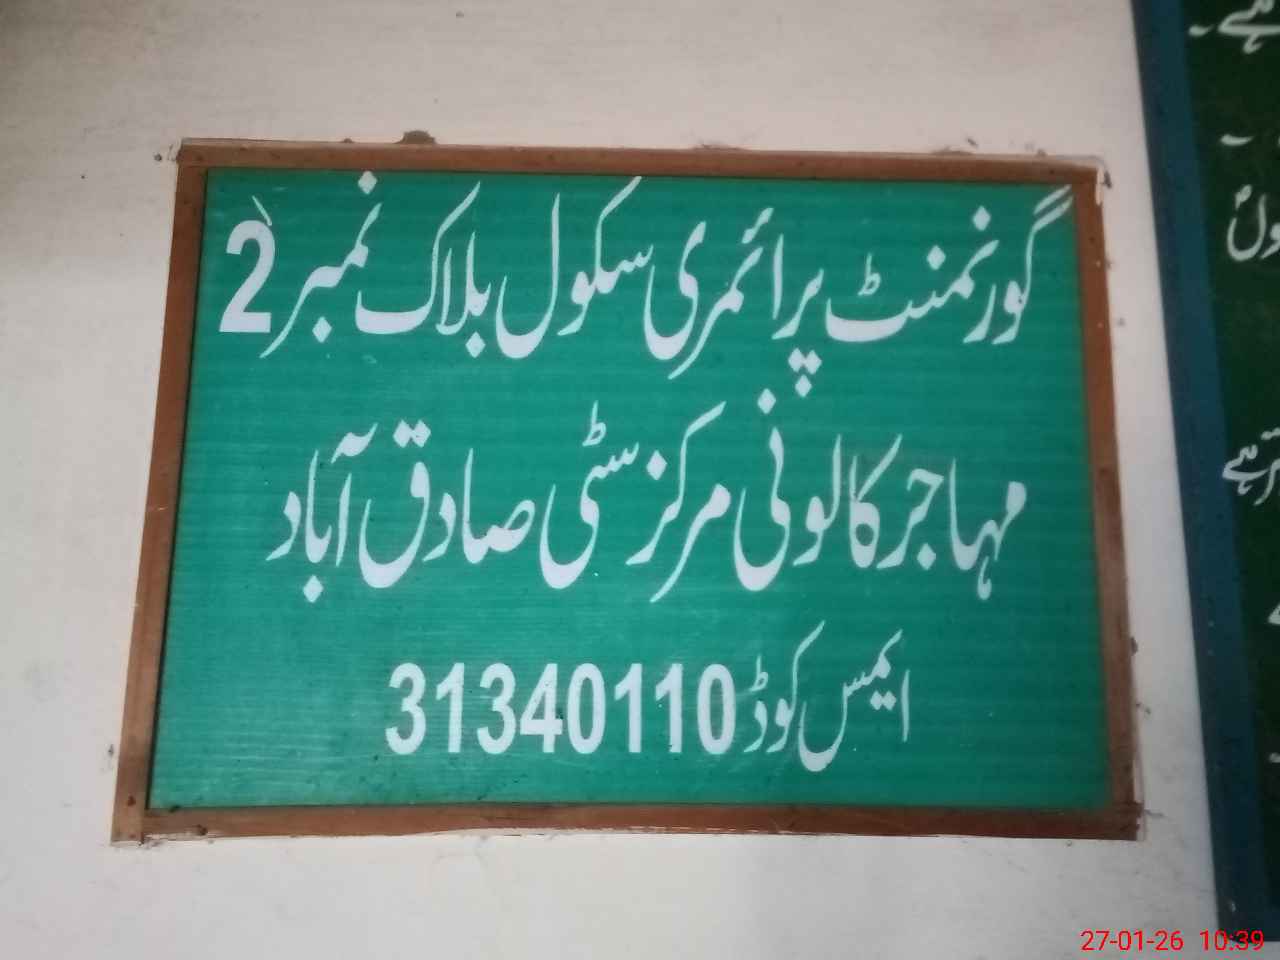 گورنمنٹ پرائمری سکول بلاک نمبر 2
مہاجر کالونی مرکز سٹی صادق آباد
ایمس کوڈ 31340110
27-01-26 10:39